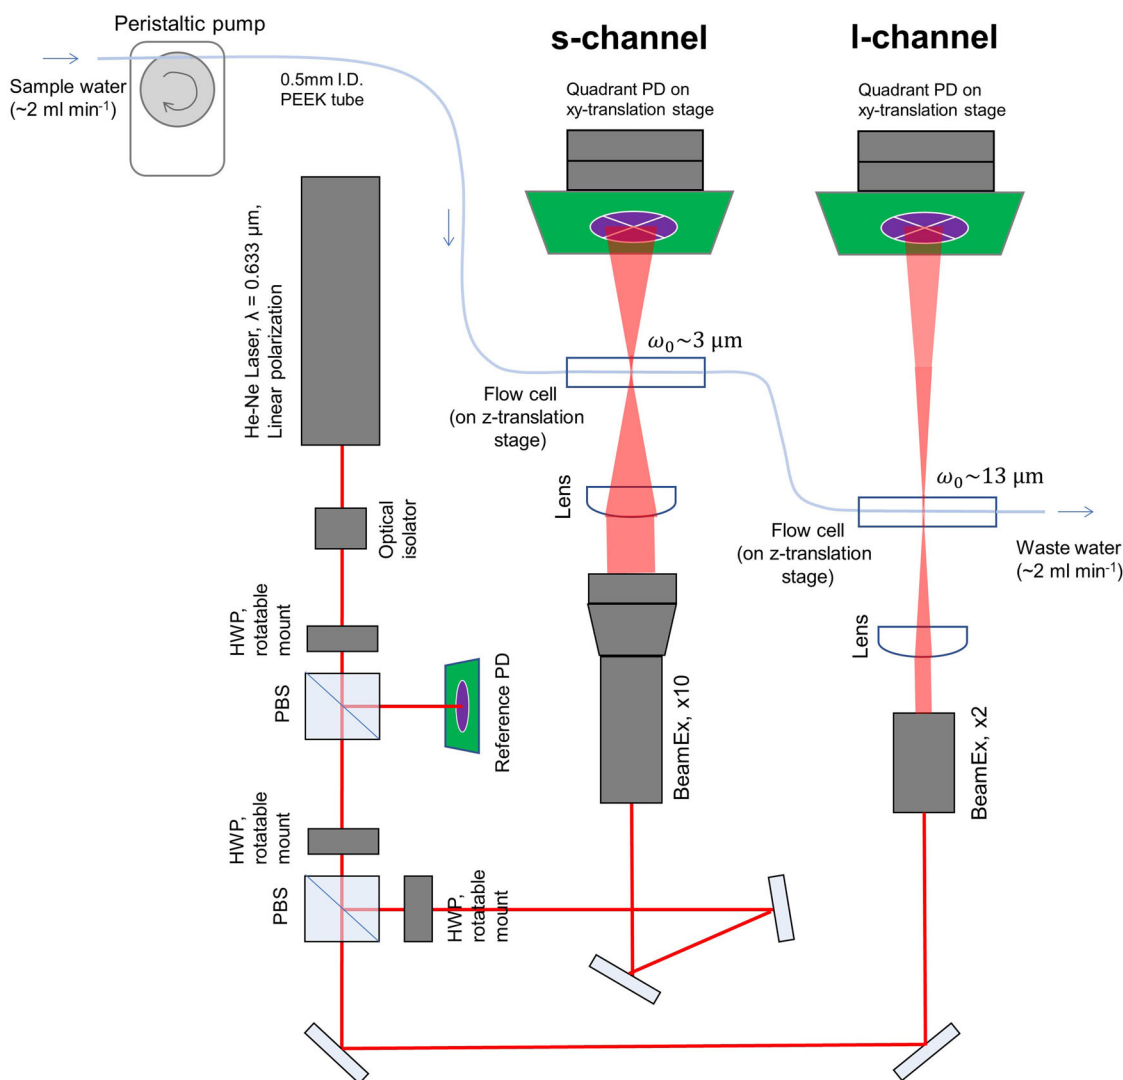 Peristaltic pump
Sample water
(~2 ml min⁻¹)
0.5mm I.D.
PEEK tube
s-channel
l-channel
Quadrant PD on
xy-translation stage
Quadrant PD on
xy-translation stage
He-Ne Laser, λ = 0.633 μm,
Linear polarization
ω₀~3 μm
Flow cell
(on z-translation
stage)
Lens
ω₀~13 μm
Flow cell
(on z-translation
stage)
Waste water
(~2 ml min⁻¹)
Lens
Optical
isolator
HWP,
rotatable
mount
PBS
Reference PD
BeamEx, x10
BeamEx, x2
HWP,
rotatable
mount
PBS
HWP,
rotatable
mount